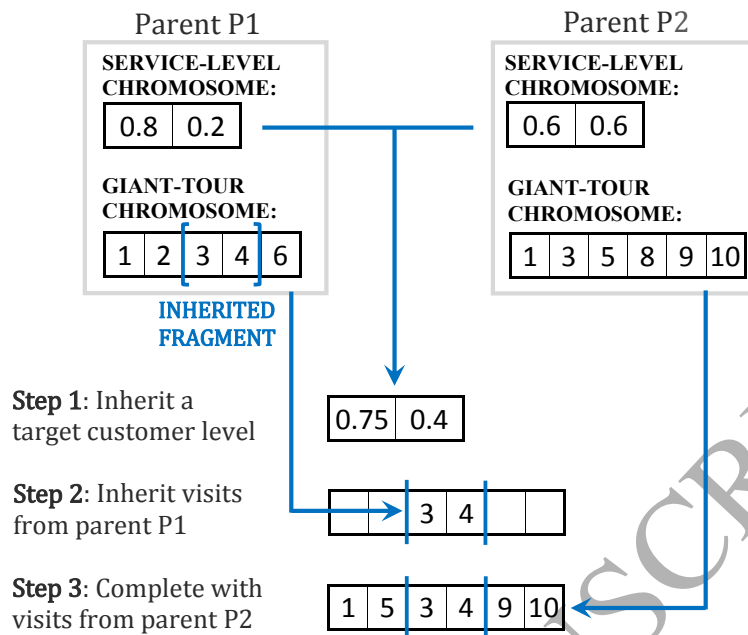 Parent P1
SERVICE-LEVEL
CHROMOSOME:
0.8 0.2
GIANT-TOUR
CHROMOSOME:
1 2 3 4 6
INHERITED
FRAGMENT
Parent P2
SERVICE-LEVEL
CHROMOSOME:
0.6 0.6
GIANT-TOUR
CHROMOSOME:
1 3 5 8 9 10
Step 1: Inherit a
target customer level
0.75 0.4
Step 2: Inherit visits
from parent P1
3 4
Step 3: Complete with
visits from parent P2
1 5 3 4 9 10
SCR